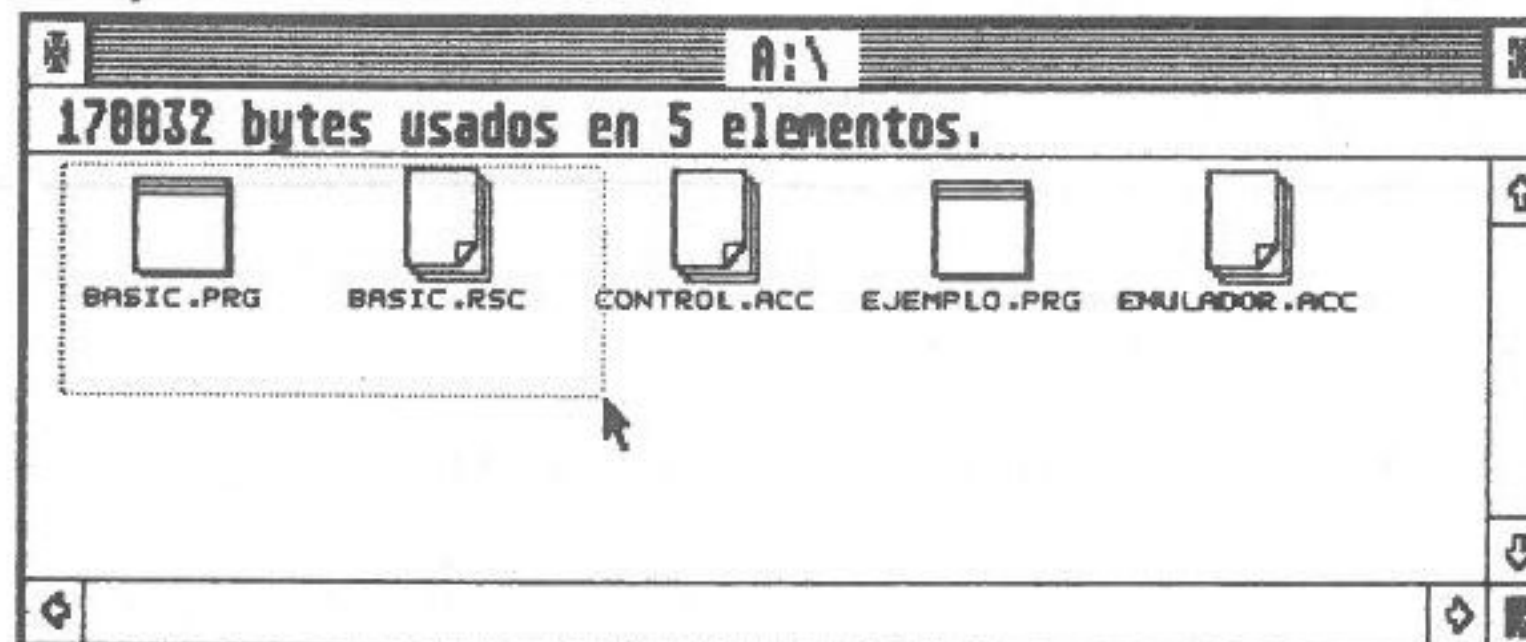 A:\
170032 bytes usados en 5 elementos.
BASIC.PRG BASIC.RSC CONTROL.ACC EJEMPLO.PRG EMULADOR.ACC